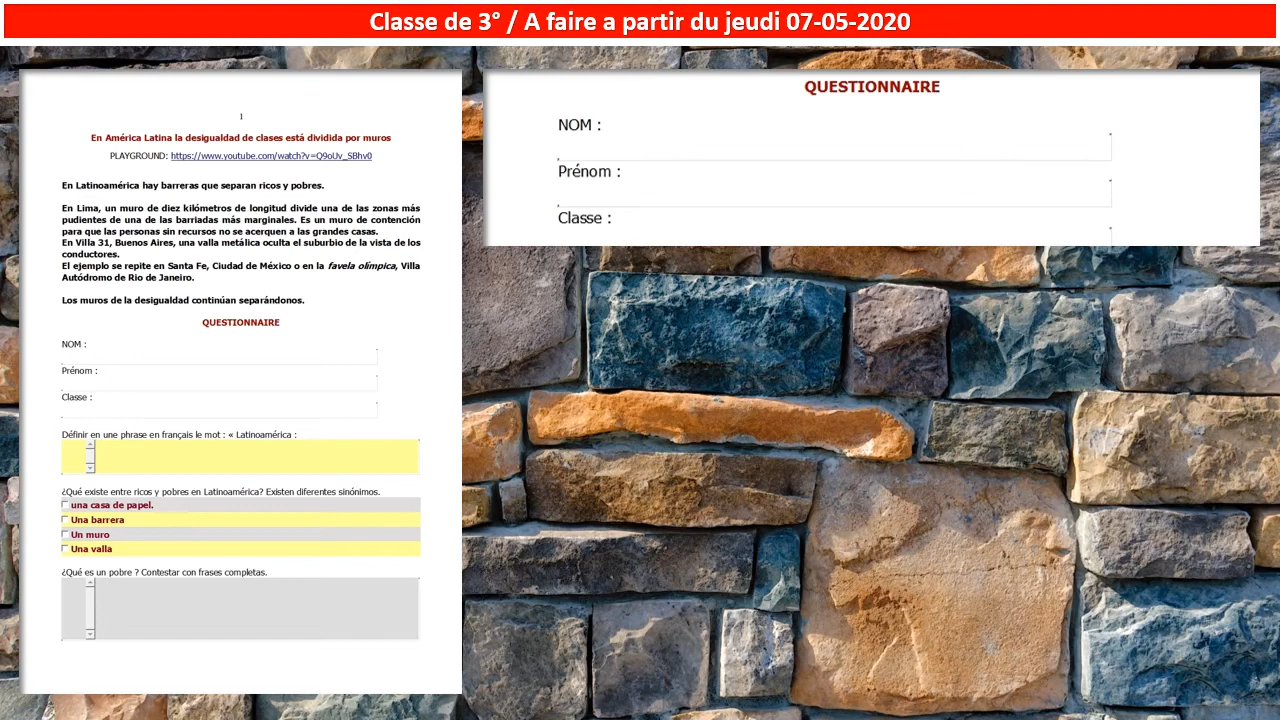 Classe de 3° / A faire a partir du jeudi 07-05-2020
1
En América Latina la desigualdad de clases está dividida por muros
PLAYGROUND: https://www.youtube.com/watch?v=Q9oUv_SBhv0
En Latinoamérica hay barreras que separan ricos y pobres.
En Lima, un muro de diez kilómetros de longitud divide una de las zonas más
pudientes de una de las barriadas más marginales. Es un muro de contención
para que las personas sin recursos no se acerquen a las grandes casas.
En Villa 31, Buenos Aires, una valla metálica oculta el suburbio de la vista de los
conductores.
El ejemplo se repite en Santa Fe, Ciudad de México o en la favela olímpica, Villa
Autódromo de Rio de Janeiro.
Los muros de la desigualdad continúan separándonos.
QUESTIONNAIRE
NOM :
Prénom :
Classe :
Définir en une phrase en français le mot : « Latinoamérica :
¿Qué existe entre ricos y pobres en Latinoamérica? Existen diferentes sinónimos.
una casa de papel.
Una barrera
Un muro
Una valla
¿Qué es un pobre ? Contestar con frases completas.
QUESTIONNAIRE
NOM :
Prénom :
Classe :